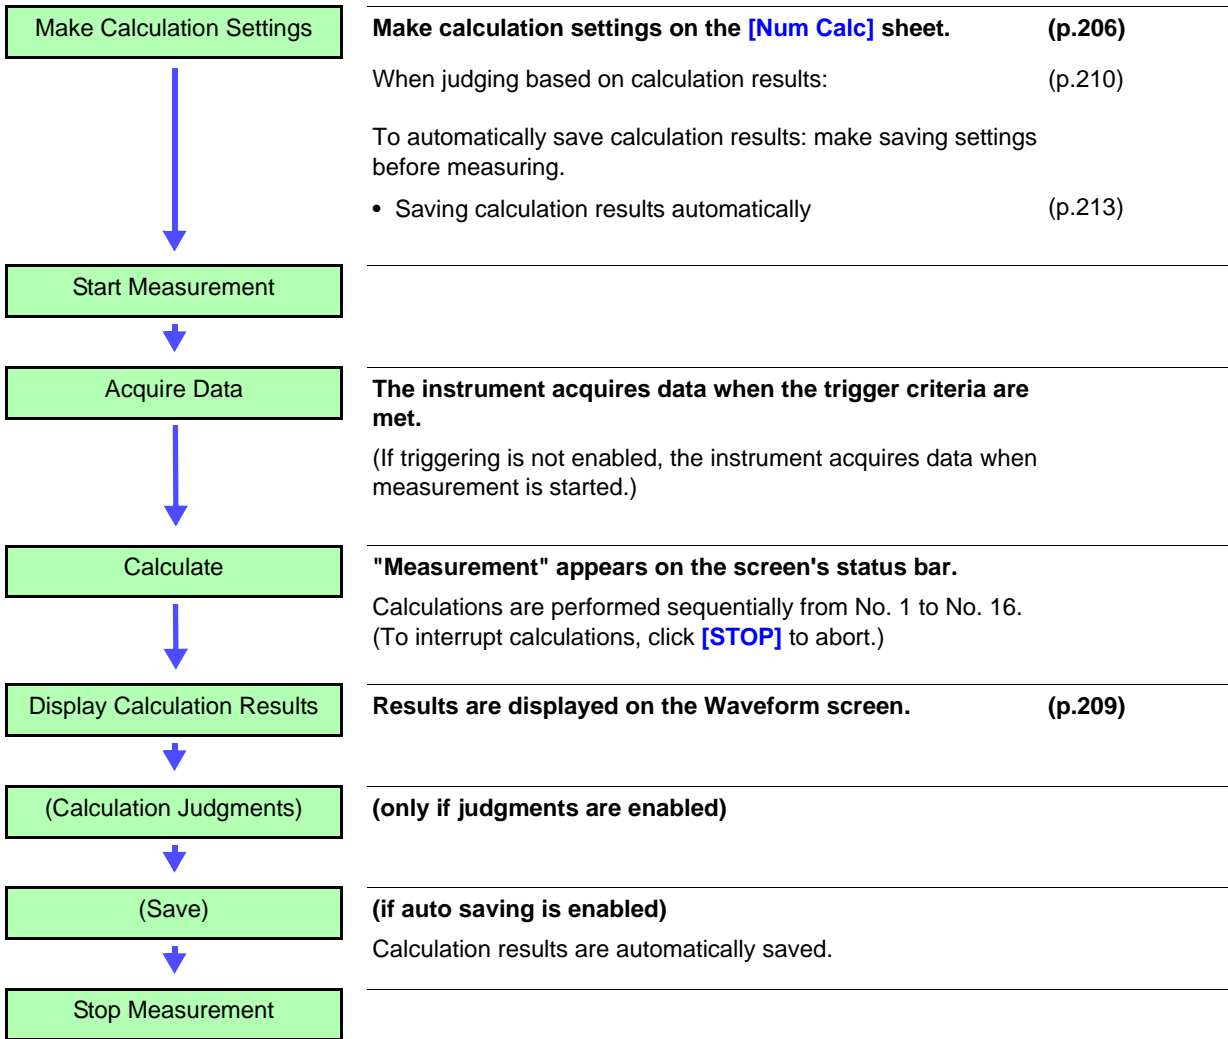 Make Calculation Settings
Make calculation settings on the [Num Calc] sheet. (p.206)
When judging based on calculation results: (p.210)
To automatically save calculation results: make saving settings
before measuring.
• Saving calculation results automatically (p.213)
Start Measurement
Acquire Data
The instrument acquires data when the trigger criteria are
met.
(If triggering is not enabled, the instrument acquires data when
measurement is started.)
Calculate
"Measurement" appears on the screen's status bar.
Calculations are performed sequentially from No. 1 to No. 16.
(To interrupt calculations, click [STOP] to abort.)
Display Calculation Results
Results are displayed on the Waveform screen. (p.209)
(Calculation Judgments)
(only if judgments are enabled)
(Save)
(if auto saving is enabled)
Calculation results are automatically saved.
Stop Measurement